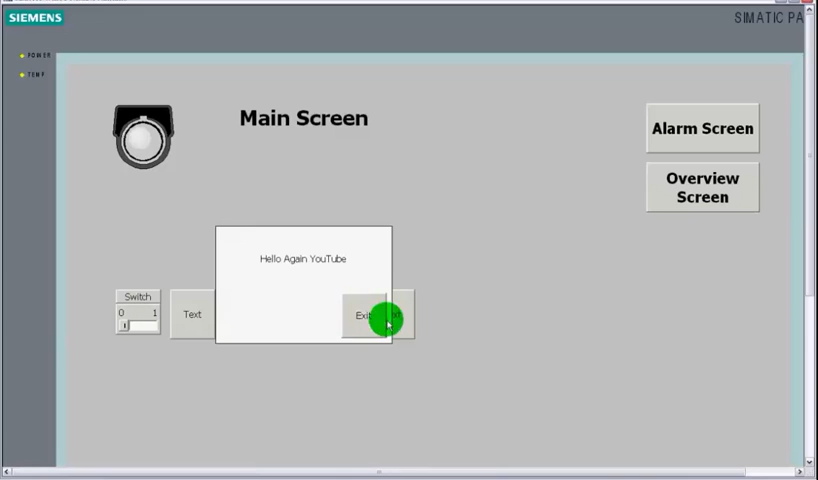 SIEMENS
SIMATIC PA
POWER
TEMP
Main Screen
Alarm Screen
Overview
Screen
Hello Again YouTube
Switch
0 1
Text
Exit
xt